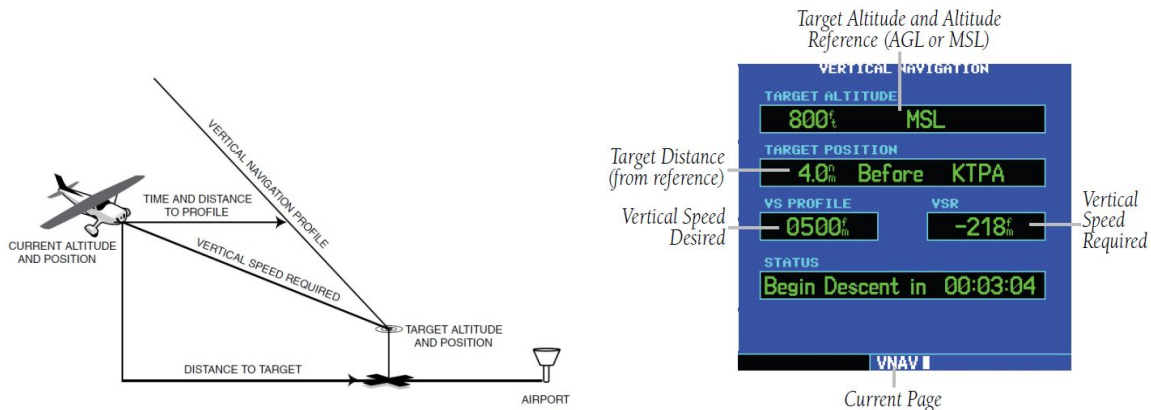 VERTICAL NAVIGATION PROFILE
TIME AND DISTANCE
TO PROFILE
CURRENT ALTITUDE
AND POSITION
VERTICAL SPEED REQUIRED
TARGET ALTITUDE
AND POSITION
DISTANCE TO TARGET
AIRPORT
Target Altitude and Altitude
Reference (AGL or MSL)
VERTICAL NAVIGATION
TARGET ALTITUDE
800ft MSL
Target Distance
(from reference)
TARGET POSITION
4.0nm Before KTPA
Vertical Speed
Desired
VS PROFILE VSR
0500fm -218fm
Vertical
Speed
Required
STATUS
Begin Descent in 00:03:04
VNAV
Current Page